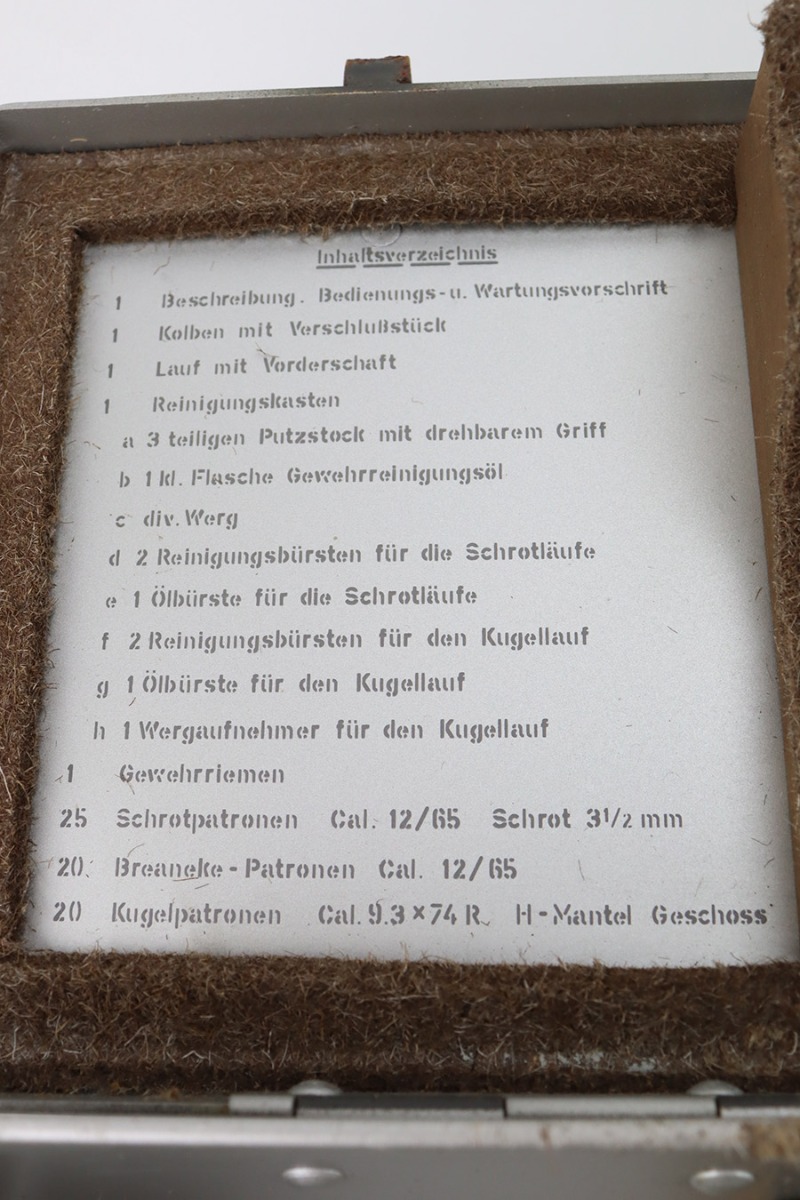 Inhaltsverzeichnis
1 Beschreibung. Bedienungs-u. Wartungsvorschrift
1 Kolben mit Verschlußstück
1 Lauf mit Vorderschaft
1 Reinigungskasten
a 3 teiligen Putzstock mit drehbarem Griff
b 1 kl. Flasche Gewehrreinigungsöl
c div. Werg
d 2 Reinigungsbürsten für die Schrotläufe
e 1 Ölbürste für die Schrotläufe
f 2 Reinigungsbürsten für den Kugellauf
g 1 Ölbürste für den Kugellauf
h 1 Wergaufnehmer für den Kugellauf
1 Gewehrriemen
25 Schrotpatronen Cal. 12/65 Schrot 3 1/2 mm
20 Breaneke-Patronen Cal. 12/65
20 Kugelpatronen Cal. 9.3 × 74 R. H-Mantel Geschoss